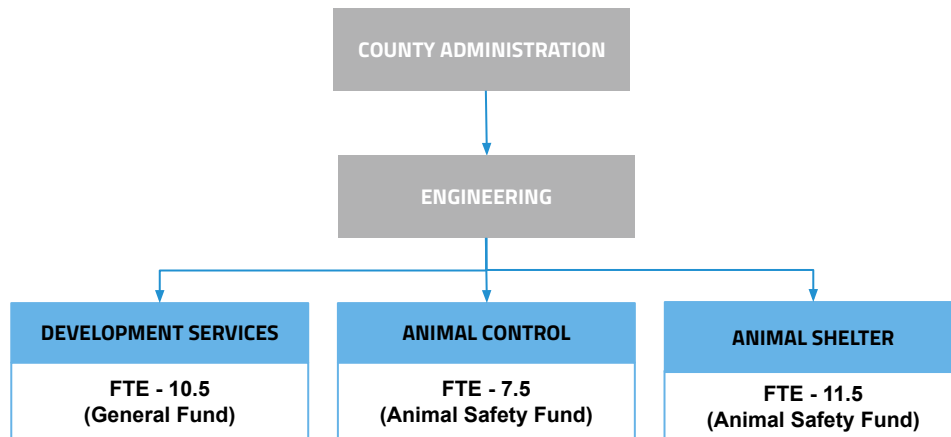 COUNTY ADMINISTRATION
ENGINEERING
DEVELOPMENT SERVICES
FTE - 10.5
(General Fund)
ANIMAL CONTROL
FTE - 7.5
(Animal Safety Fund)
ANIMAL SHELTER
FTE - 11.5
(Animal Safety Fund)